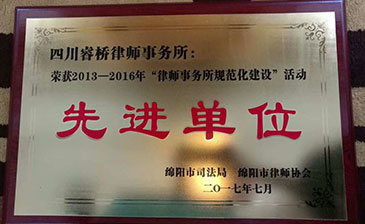 四川睿桥律师事务所：
荣获2013—2016年“律师事务所规范化建设”活动
先进单位
绵阳市司法局　绵阳市律师协会
二〇一七年七月